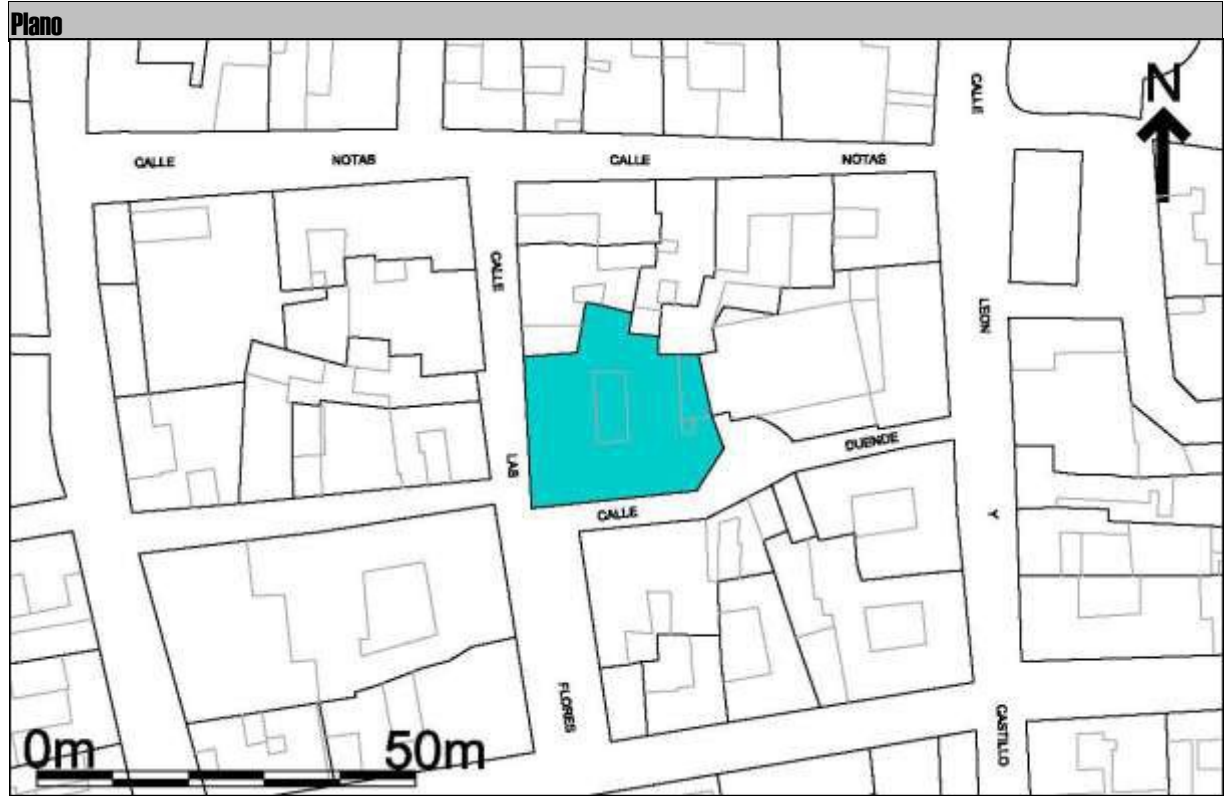 Plano
N
CALLE
CALLE NOTAS CALLE NOTAS
CALLE
LEON
DUENDE
LAS
CALLE
Y
FLORES
CASTILLO
0m 50m